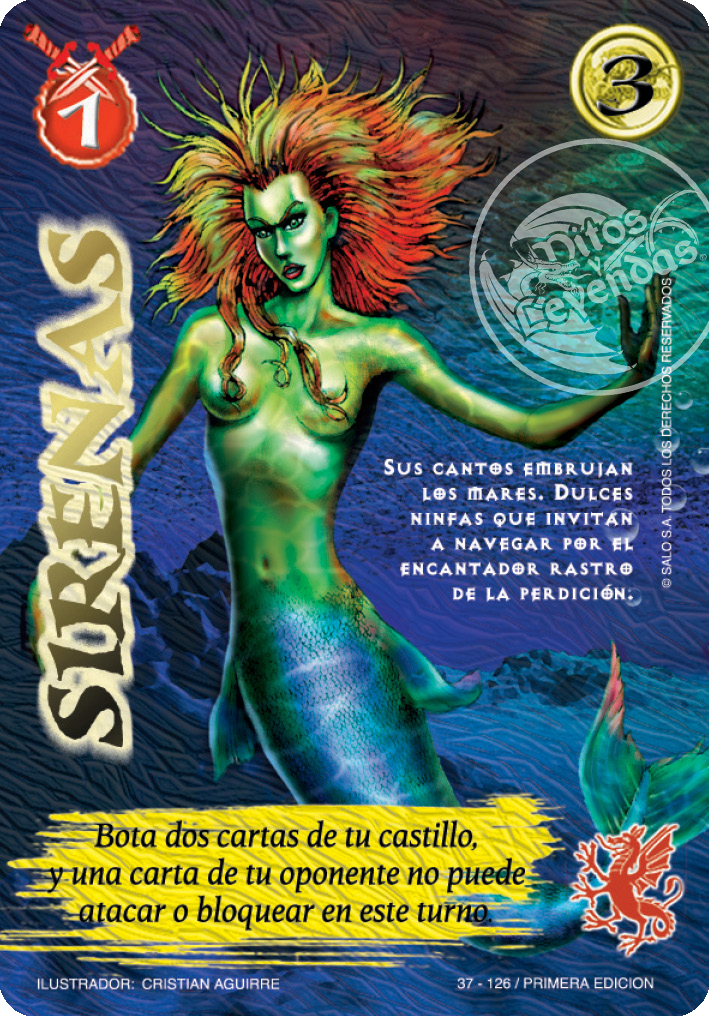 1
3
Mitos
y
Leyendas
SIRENAS
© SALO S.A. TODOS LOS DERECHOS RESERVADOS
SUS CANTOS EMBRUJAN
LOS MARES. DULCES
NINFAS QUE INVITAN
A NAVEGAR POR EL
ENCANTADOR RASTRO
DE LA PERDICIÓN.
Bota dos cartas de tu castillo,
y una carta de tu oponente no puede
atacar o bloquear en este turno.
ILUSTRADOR: CRISTIAN AGUIRRE
37 - 126 / PRIMERA EDICION